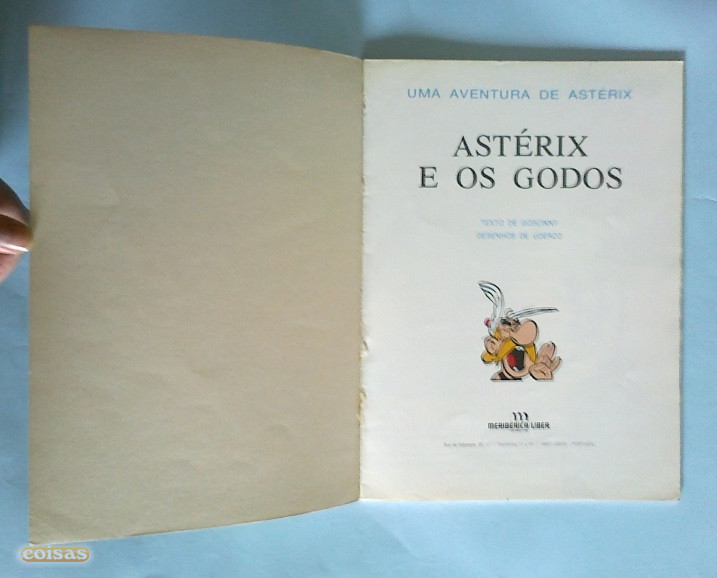 UMA AVENTURA DE ASTÉRIX
ASTÉRIX
E OS GODOS
TEXTO DE GOSCINNY
DESENHOS DE UDERZO
MERIBÉRICA/LIBER
coisas